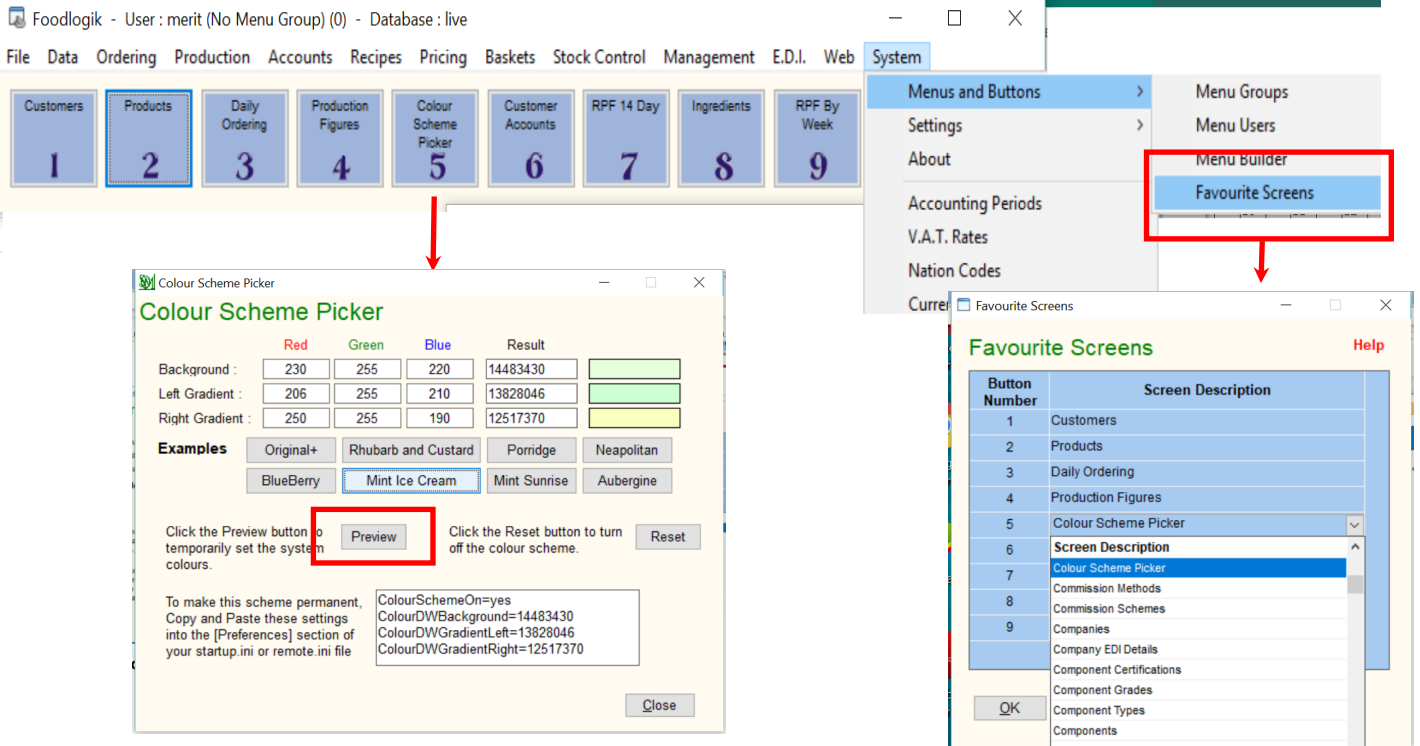 Foodlogik - User : merit (No Menu Group) (0) - Database : live
File Data Ordering Production Accounts Recipes Pricing Baskets Stock Control Management E.D.I. Web System
Customers
1
Products
2
Daily
Ordering
3
Production
Figures
4
Colour
Scheme
Picker
5
Customer
Accounts
6
RPF 14 Day
7
Ingredients
8
RPF By
Week
9
Menus and Buttons
Settings
About
Accounting Periods
V.A.T. Rates
Nation Codes
Menu Groups
Menu Users
Menu Builder
Favourite Screens
Colour Scheme Picker
Colour Scheme Picker
Red Green Blue Result
Background : 230 255 220 14483430
Left Gradient : 206 255 210 13828046
Right Gradient : 250 255 190 12517370
Examples Original+ Rhubarb and Custard Porridge Neapolitan
BlueBerry Mint Ice Cream Mint Sunrise Aubergine
Click the Preview button to
temporarily set the system
colours.
Preview
Click the Reset button to turn
off the colour scheme.
Reset
To make this scheme permanent,
Copy and Paste these settings
into the [Preferences] section of
your startup.ini or remote.ini file
ColourSchemeOn=yes
ColourDWBackground=14483430
ColourDWGradientLeft=13828046
ColourDWGradientRight=12517370
Close
Favourite Screens
Favourite Screens Help
Button
Number
Screen Description
1 Customers
2 Products
3 Daily Ordering
4 Production Figures
5 Colour Scheme Picker
6
7
8
9
Screen Description
Colour Scheme Picker
Commission Methods
Commission Schemes
Companies
Company EDI Details
Component Certifications
Component Grades
Component Types
Components
OK